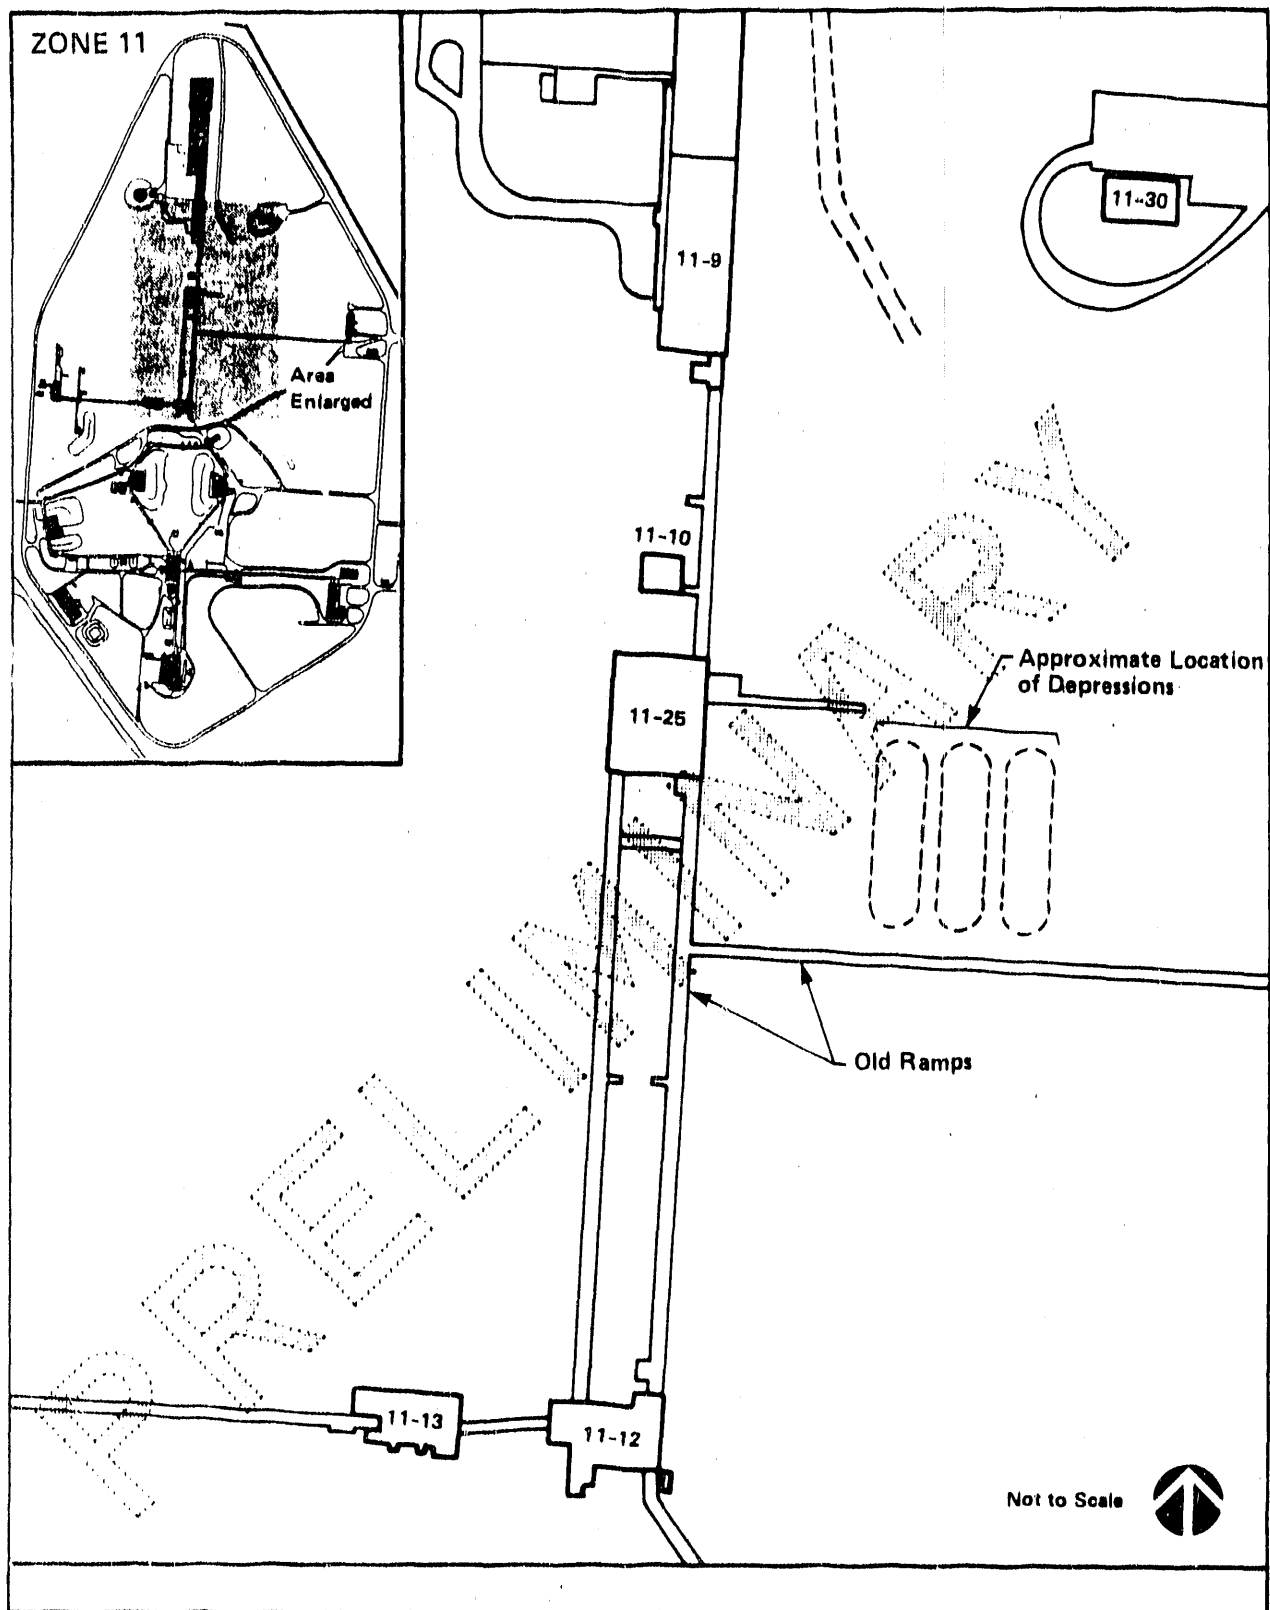 ZONE 11
Area
Enlarged
11-30
11-9
11-10
Approximate Location
of Depressions
11-25
Old Ramps
11-13
11-12
Not to Scale
PRELIMINARY